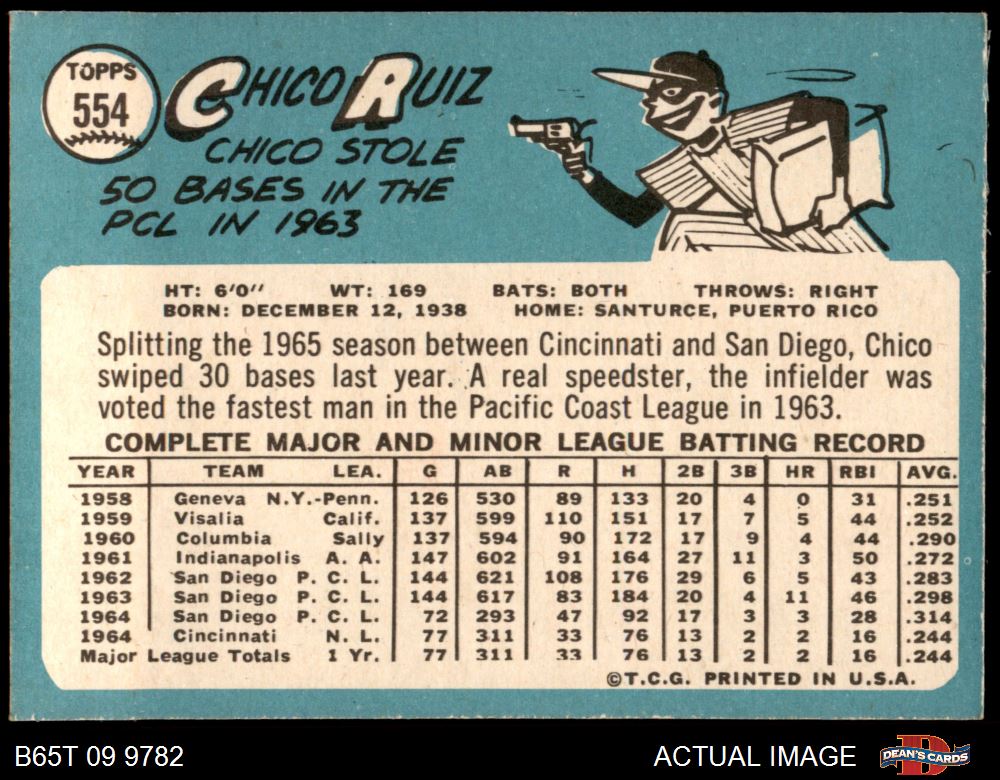 TOPPS
554
CHICO RUIZ
CHICO STOLE
50 BASES IN THE
PCL IN 1963
HT: 6'0" WT: 169 BATS: BOTH THROWS: RIGHT
BORN: DECEMBER 12, 1938 HOME: SANTURCE, PUERTO RICO
Splitting the 1965 season between Cincinnati and San Diego, Chico
swiped 30 bases last year. A real speedster, the infielder was
voted the fastest man in the Pacific Coast League in 1963.
COMPLETE MAJOR AND MINOR LEAGUE BATTING RECORD
YEAR TEAM LEA. G AB R H 2B 3B HR RBI AVG.
1958 Geneva N.Y.-Penn. 126 530 89 133 20 4 0 31 .251
1959 Visalia Calif. 137 599 110 151 17 7 5 44 .252
1960 Columbia Sally 137 594 90 172 17 9 4 44 .290
1961 Indianapolis A. A. 147 602 91 164 27 11 3 50 .272
1962 San Diego P. C. L. 144 621 108 176 29 6 5 43 .283
1963 San Diego P. C. L. 144 617 83 184 20 4 11 46 .298
1964 San Diego P. C. L. 72 293 47 92 17 3 3 28 .314
1964 Cincinnati N. L. 77 311 33 76 13 2 2 16 .244
Major League Totals 1 Yr. 77 311 33 76 13 2 2 16 .244
©T.C.G. PRINTED IN U.S.A.
B65T 09 9782 ACTUAL IMAGE DEAN'S CARDS